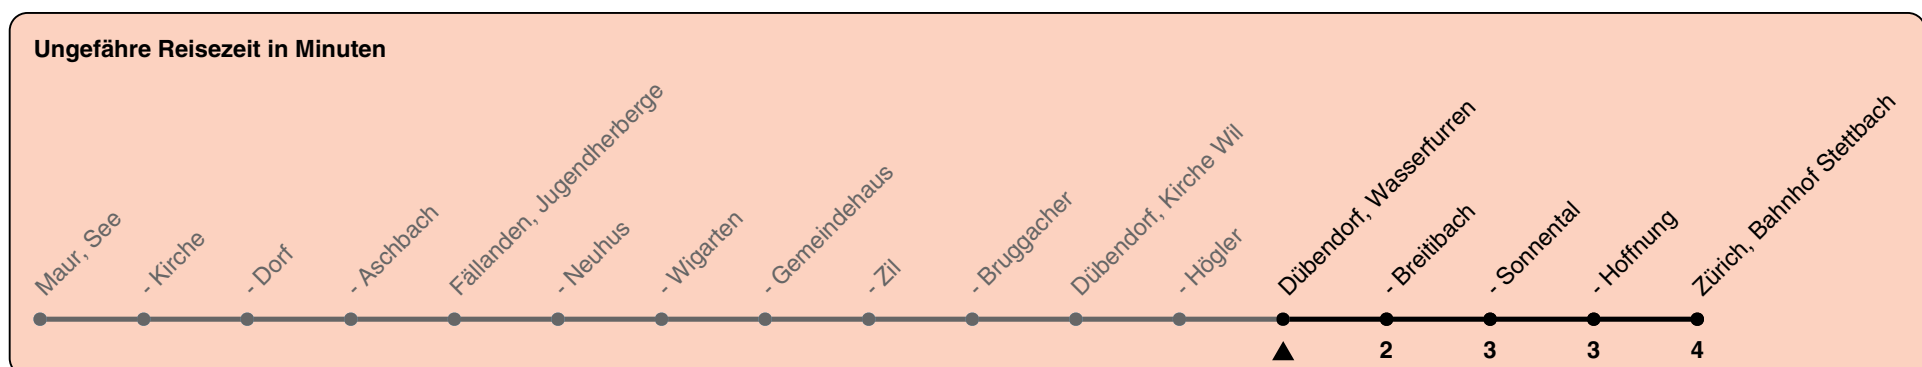 Ungefähre Reisezeit in Minuten
Maur, See
- Kirche
- Dorf
- Aschbach
Fällanden, Jugendherberge
- Neuhus
- Wigarten
- Gemeindehaus
- Zil
- Bruggacher
Dübendorf, Kirche Wil
- Högler
Dübendorf, Wasserfurren
- Breitibach
- Sonnental
- Hoffnung
Zürich, Bahnhof Stettbach
2 3 3 4